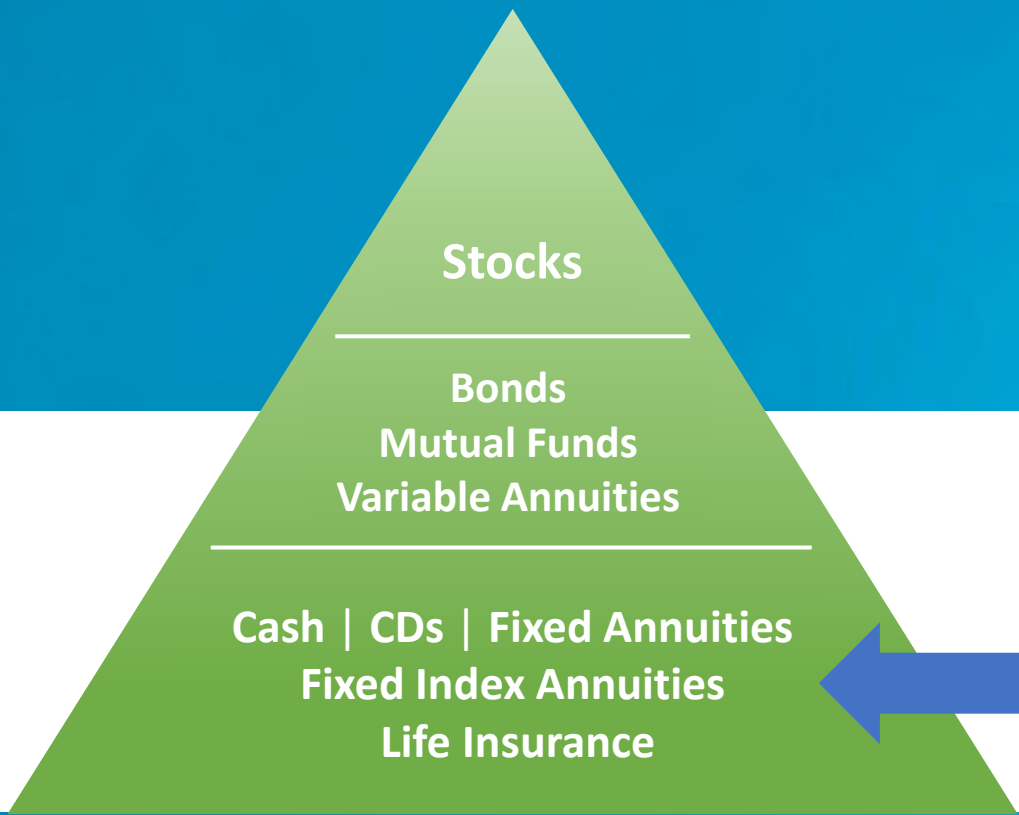 Stocks
Bonds
Mutual Funds
Variable Annuities
Cash | CDs | Fixed Annuities
Fixed Index Annuities
Life Insurance